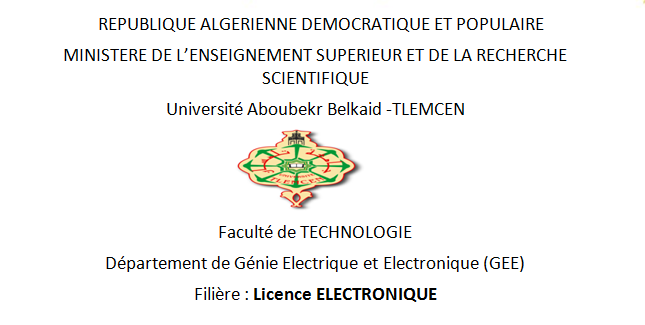 REPUBLIQUE ALGERIENNE DEMOCRATIQUE ET POPULAIRE
MINISTERE DE L’ENSEIGNEMENT SUPERIEUR ET DE LA RECHERCHE
SCIENTIFIQUE
Université Aboubekr Belkaid -TLEMCEN
TLEMCEN
Faculté de TECHNOLOGIE
Département de Génie Electrique et Electronique (GEE)
Filière : Licence ELECTRONIQUE